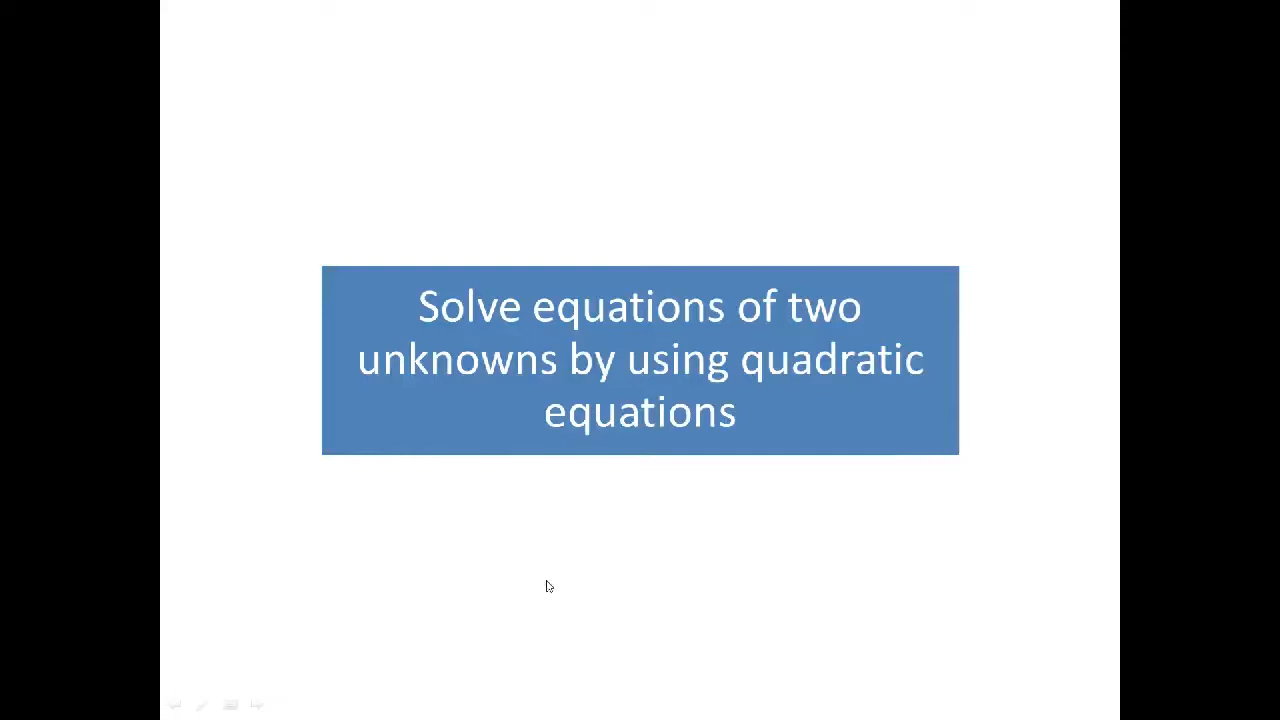 Solve equations of two
unknowns by using quadratic
equations